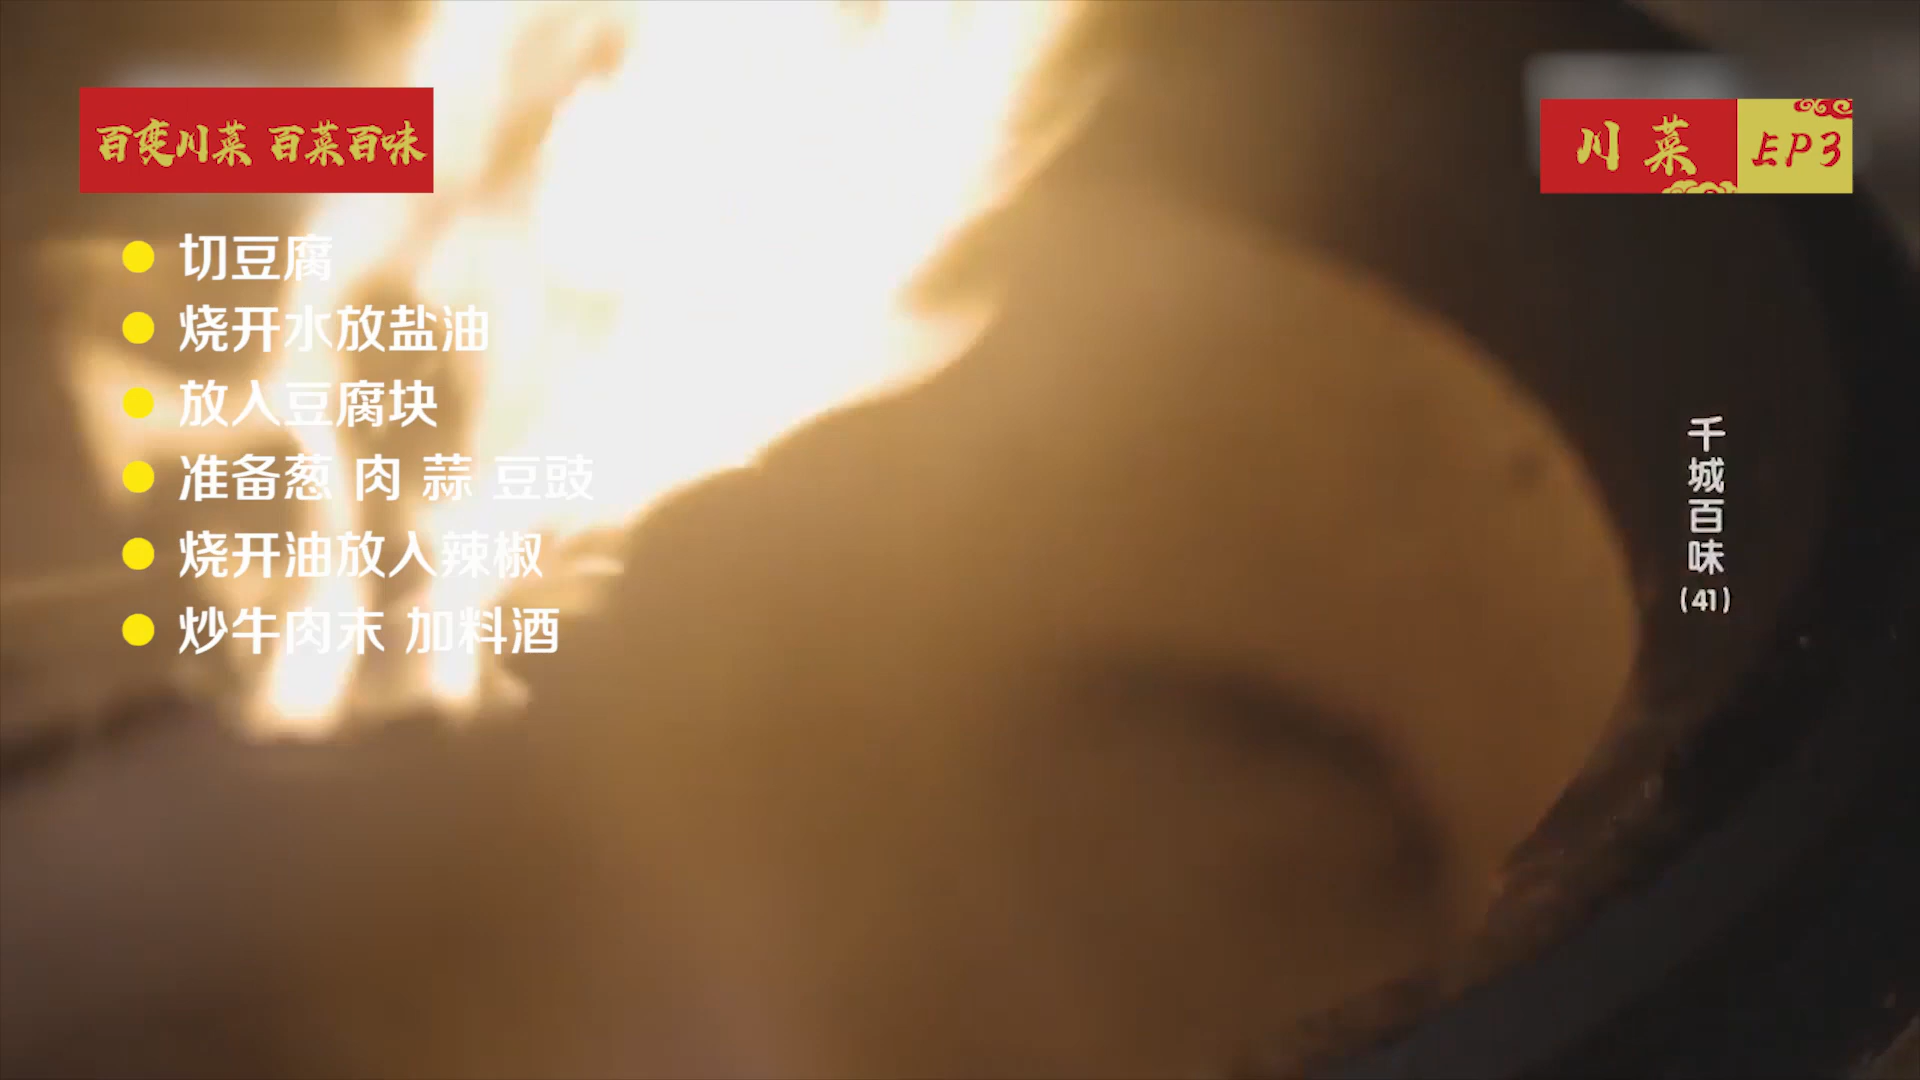 百变川菜 百菜百味
川菜 EP3
切豆腐
烧开水放盐油
放入豆腐块
准备葱 肉 蒜 豆豉
烧开油放入辣椒
炒牛肉末 加料酒
千城百味
(41)